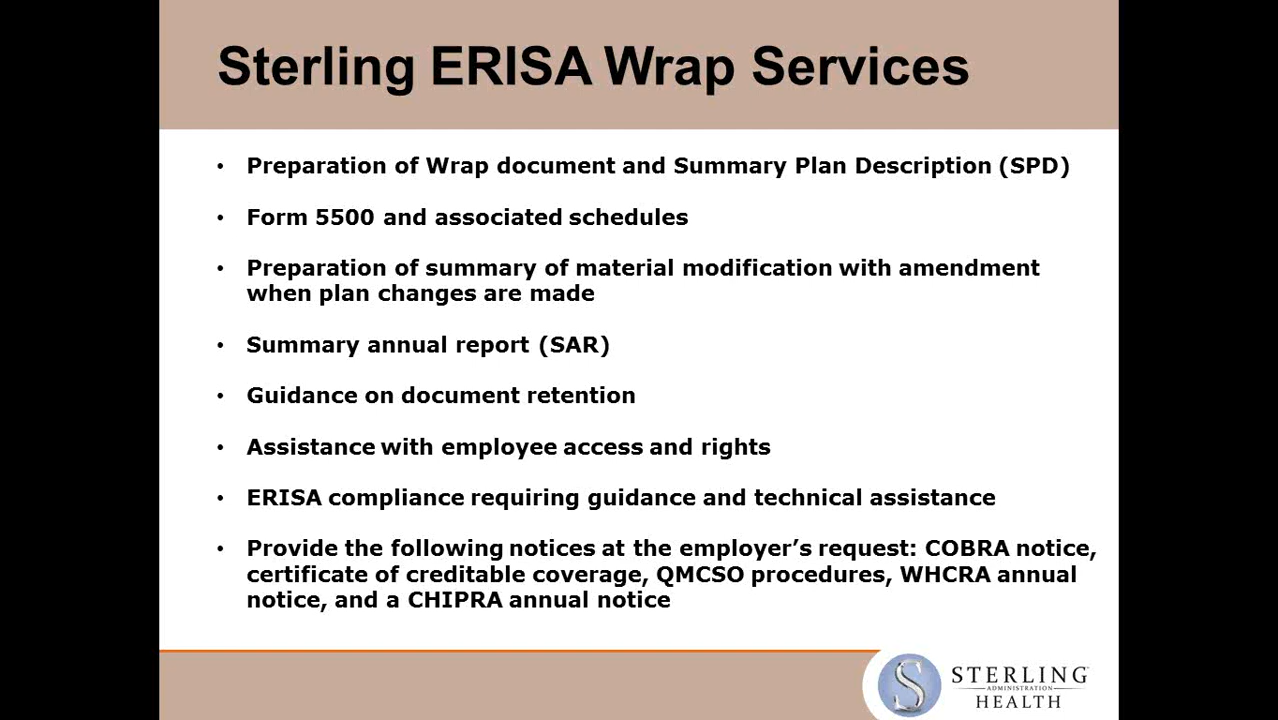 Sterling ERISA Wrap Services
• Preparation of Wrap document and Summary Plan Description (SPD)
• Form 5500 and associated schedules
• Preparation of summary of material modification with amendment
when plan changes are made
• Summary annual report (SAR)
• Guidance on document retention
• Assistance with employee access and rights
• ERISA compliance requiring guidance and technical assistance
• Provide the following notices at the employer’s request: COBRA notice,
certificate of creditable coverage, QMCSO procedures, WHCRA annual
notice, and a CHIPRA annual notice
S
STERLING
ADMINISTRATION
HEALTH